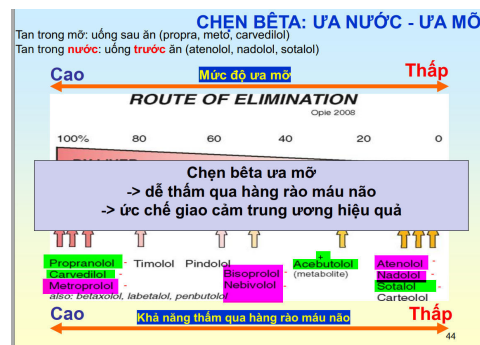 CHẸN BÊTA: ƯA NƯỚC - ƯA MỠ
Tan trong mỡ: uống sau ăn (propra, meto, carvedilol)
Tan trong nước: uống trước ăn (atenolol, nadolol, sotalol)
Cao Mức độ ưa mỡ Thấp
ROUTE OF ELIMINATION
Opie 2008
100% 80 60 40 20 0
Chẹn bêta ưa mỡ
-> dễ thấm qua hàng rào máu não
-> ức chế giao cảm trung ương hiệu quả
Propranolol - Timolol Pindolol - Acebutolol + Atenolol -
Carvedilol - Bisoprolol - (metabolite) Nadolol -
Metroprolol - Nebivolol - Sotalol -
also: betaxolol, labetalol, penbutolol Carteolol
Cao Khả năng thấm qua hàng rào máu não Thấp
44